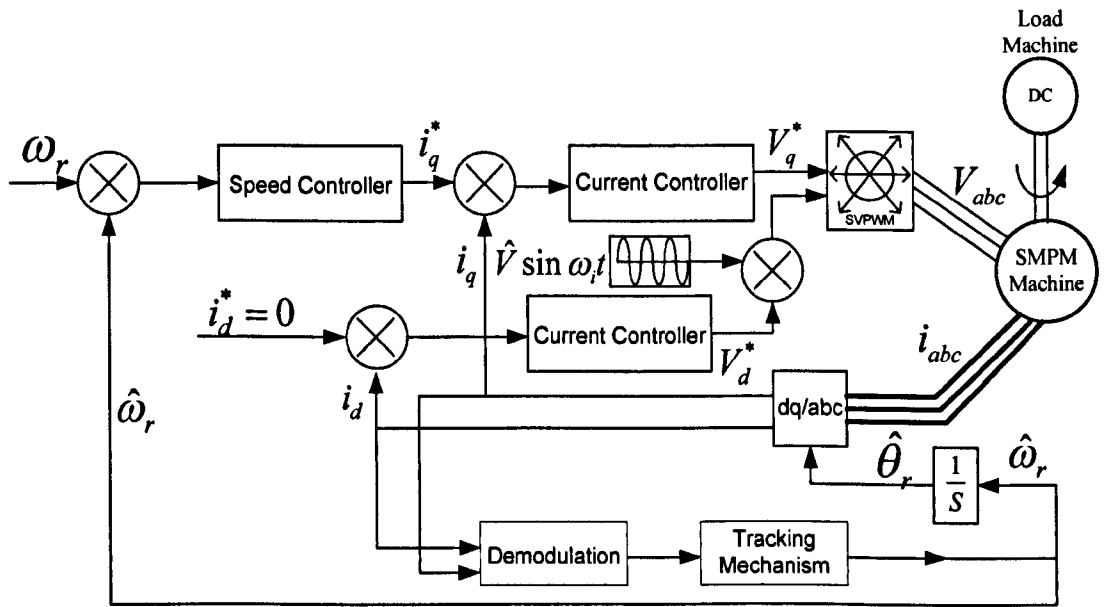 Load
Machine
DC
ω_r
Speed Controller
i_q^*
Current Controller
V_q^*
SVPWM
V_abc
SMPM
Machine
i_q
V̂ sin ω_i t
i_d^* = 0
Current Controller
V_d^*
i_abc
i_d
dq/abc
ω̂_r
θ̂_r
1/s
ω̂_r
Demodulation
Tracking
Mechanism